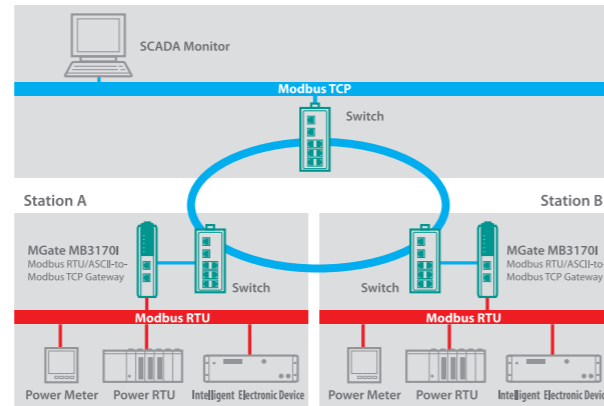 SCADA Monitor
Modbus TCP
Switch
Station A
Station B
MGate MB3170I
Modbus RTU/ASCII-to-
Modbus TCP Gateway
Switch
Switch
MGate MB3170I
Modbus RTU/ASCII-to-
Modbus TCP Gateway
Modbus RTU
Modbus RTU
Power Meter
Power RTU
Intelligent Electronic Device
Power Meter
Power RTU
Intelligent Electronic Device